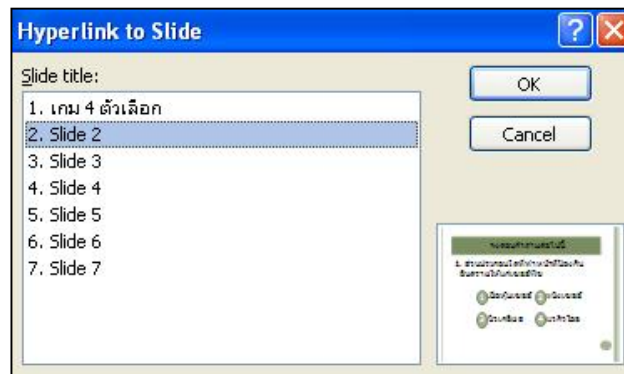 Hyperlink to Slide
Slide title:
1. เกม 4 ตัวเลือก
2. Slide 2
3. Slide 3
4. Slide 4
5. Slide 5
6. Slide 6
7. Slide 7
OK
Cancel